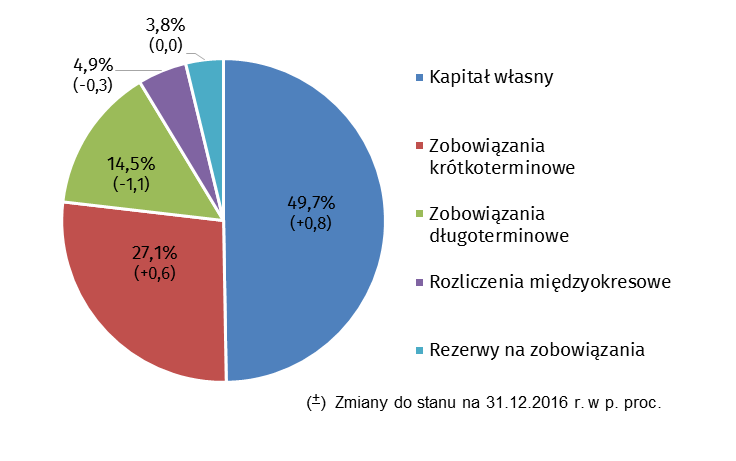 3,8%
(0,0)
4,9%
(-0,3)
14,5%
(-1,1)
27,1%
(+0,6)
49,7%
(+0,8)
Kapitał własny
Zobowiązania
krótkoterminowe
Zobowiązania
długoterminowe
Rozliczenia międzyokresowe
Rezerwy na zobowiązania
(±) Zmiany do stanu na 31.12.2016 r. w p. proc.